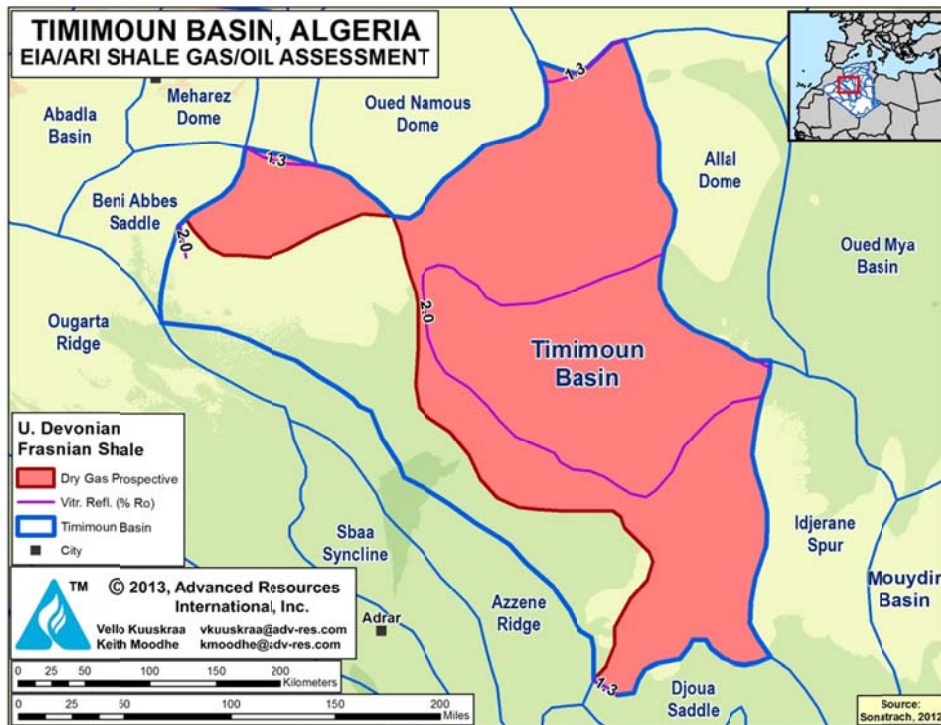 TIMIMOUN BASIN, ALGERIA
EIA/ARI SHALE GAS/OIL ASSESSMENT
Abadla
Basin
Meharez
Dome
Oued Namous
Dome
1.3
1.3
Allal
Dome
Beni Abbes
Saddle
2.0
Oued Mya
Basin
Ougarta
Ridge
2.0
Timimoun
Basin
U. Devonian
Frasnian Shale
Dry Gas Prospective
Vitr. Refl. (% Ro)
Timimoun Basin
City
Sbaa
Syncline
Idjerane
Spur
Mouydir
Basin
Azzene
Ridge
Adrar
1.3
Djoua
Saddle
TM
© 2013, Advanced Resources
International, Inc.
Vello Kuuskraa vkuuskraa@adv-res.com
Keith Moodhe kmoodhe@adv-res.com
0 25 50 100 150 200
Kilometers
0 25 50 100 150 200
Miles
Source:
Sonatrach, 2012